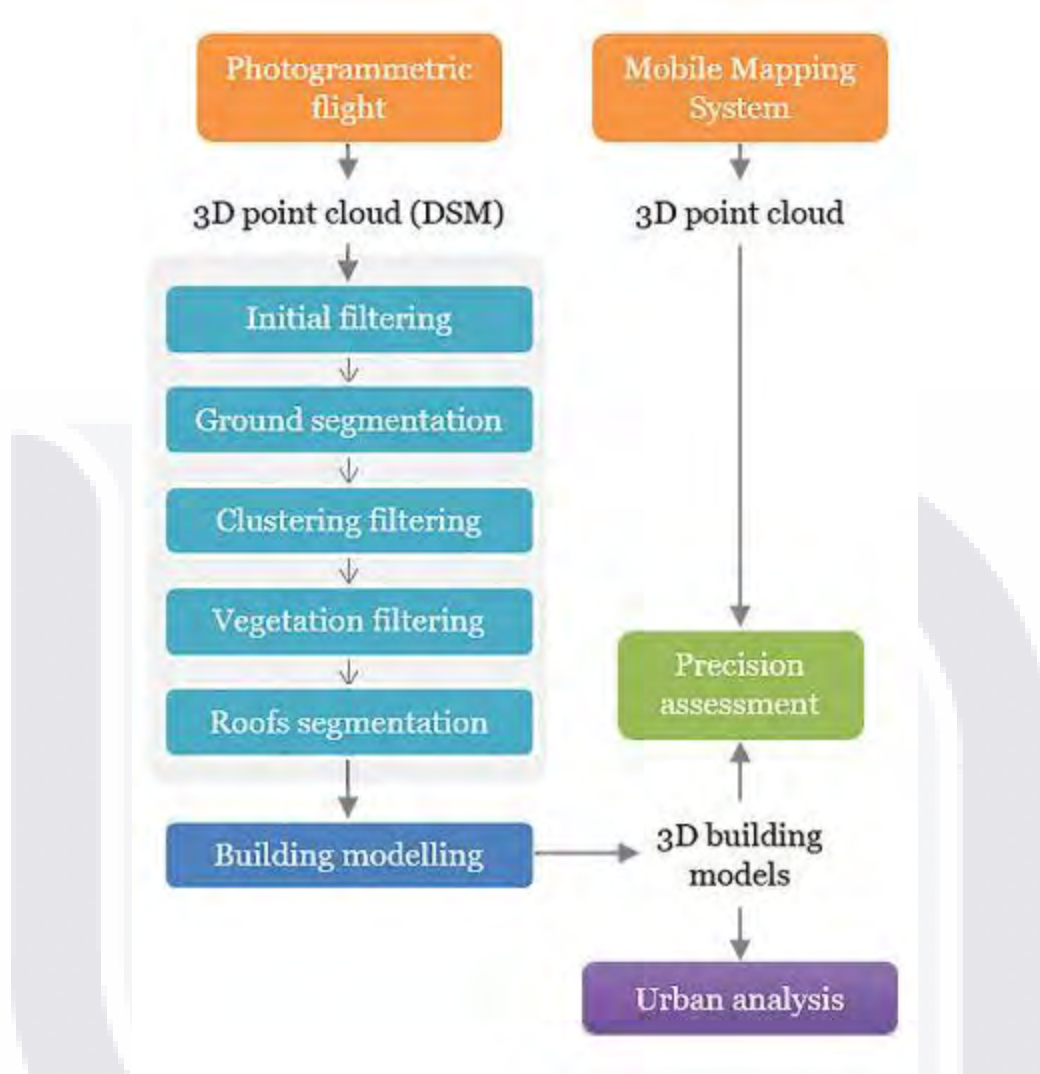 Photogrammetric
flight
3D point cloud (DSM)
Initial filtering
Ground segmentation
Clustering filtering
Vegetation filtering
Roofs segmentation
Building modelling
Mobile Mapping
System
3D point cloud
Precision
assessment
3D building
models
Urban analysis